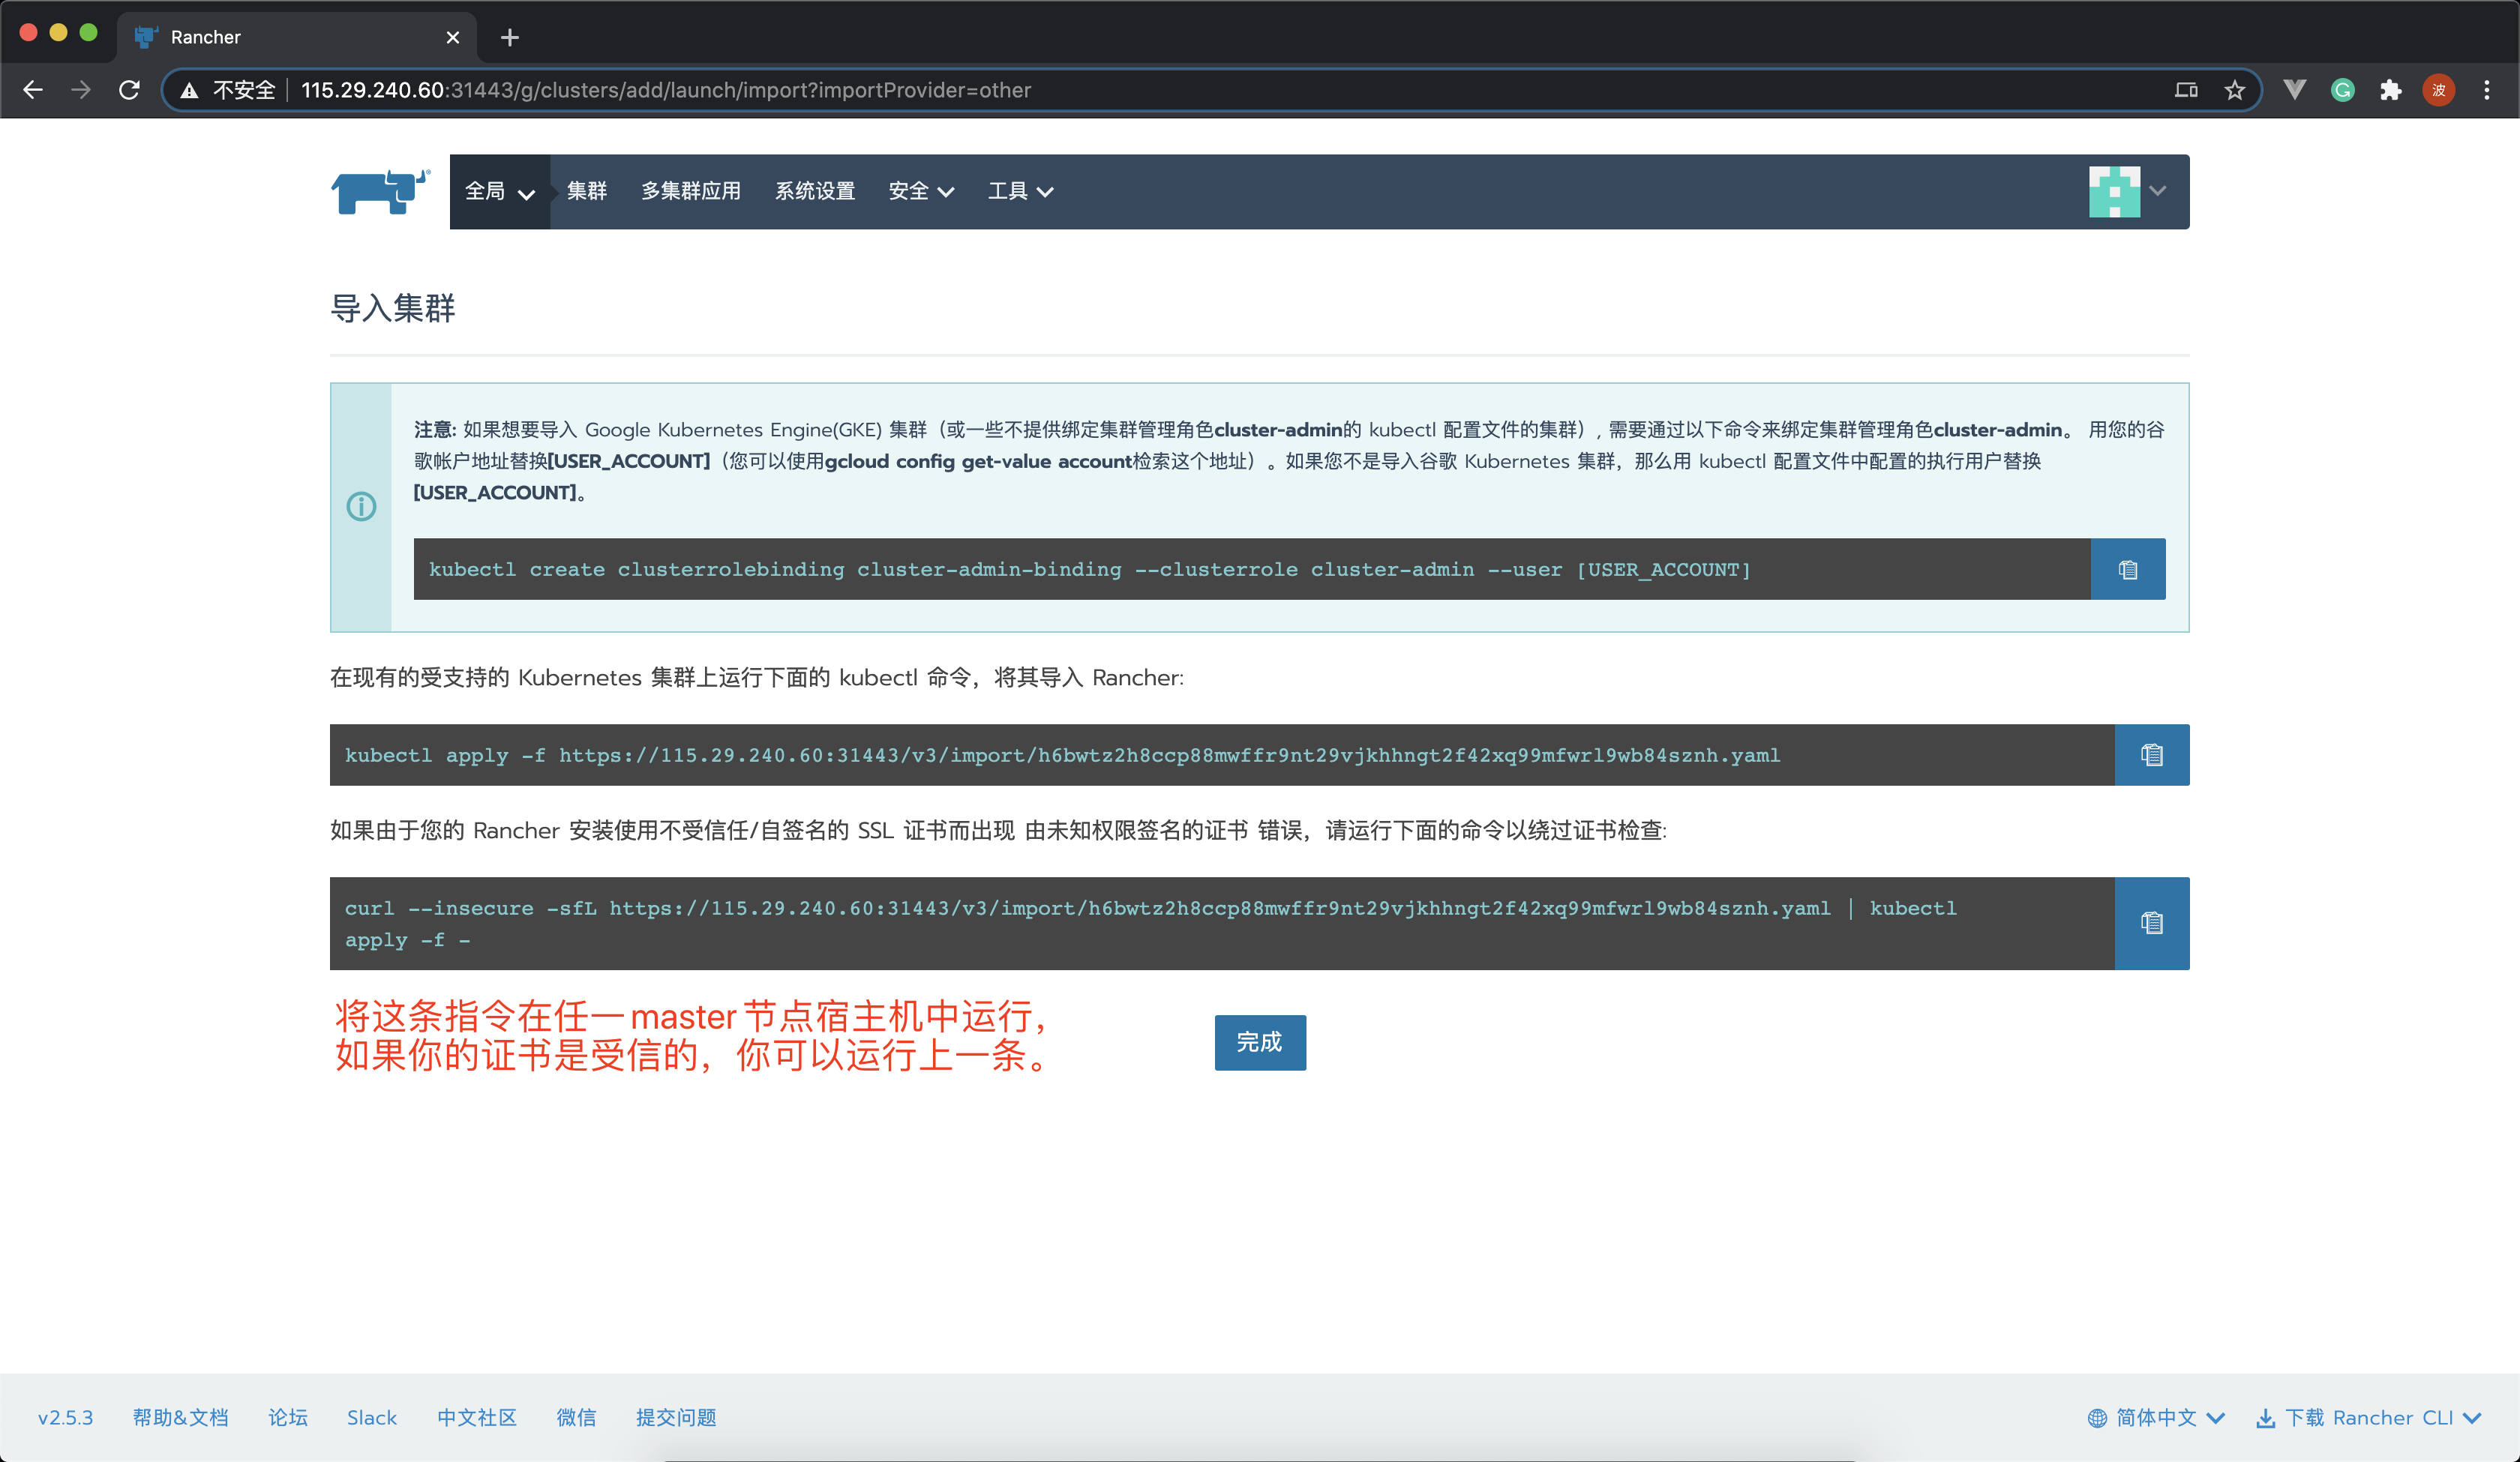 Rancher
不安全 115.29.240.60:31443/g/clusters/add/launch/import?importProvider=other
波
全局 集群 多集群应用 系统设置 安全 工具
导入集群
注意: 如果想要导入 Google Kubernetes Engine(GKE) 集群（或一些不提供绑定集群管理角色cluster-admin的 kubectl 配置文件的集群）, 需要通过以下命令来绑定集群管理角色cluster-admin。 用您的谷
歌帐户地址替换[USER_ACCOUNT]（您可以使用gcloud config get-value account检索这个地址）。如果您不是导入谷歌 Kubernetes 集群，那么用 kubectl 配置文件中配置的执行用户替换
[USER_ACCOUNT]。
kubectl create clusterrolebinding cluster-admin-binding --clusterrole cluster-admin --user [USER_ACCOUNT]
在现有的受支持的 Kubernetes 集群上运行下面的 kubectl 命令，将其导入 Rancher:
kubectl apply -f https://115.29.240.60:31443/v3/import/h6bwtz2h8ccp88mwffr9nt29vjkhhngt2f42xq99mfwrl9wb84sznh.yaml
如果由于您的 Rancher 安装使用不受信任/自签名的 SSL 证书而出现 由未知权限签名的证书 错误，请运行下面的命令以绕过证书检查:
curl --insecure -sfL https://115.29.240.60:31443/v3/import/h6bwtz2h8ccp88mwffr9nt29vjkhhngt2f42xq99mfwrl9wb84sznh.yaml | kubectl
apply -f -
将这条指令在任一master节点宿主机中运行，
如果你的证书是受信的，你可以运行上一条。
完成
v2.5.3 帮助&文档 论坛 Slack 中文社区 微信 提交问题 简体中文 下载 Rancher CLI